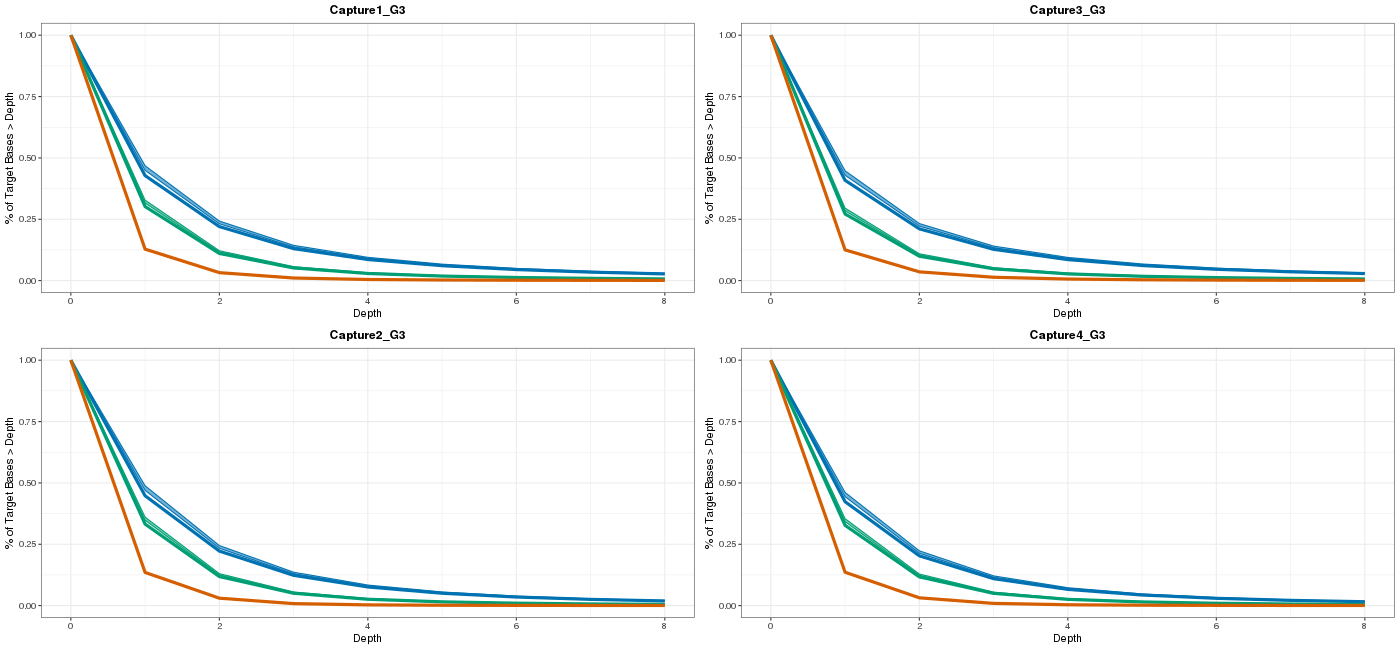 Capture1_G3
% of Target Bases > Depth
1.00
0.75
0.50
0.25
0.00
0 2 4 6 8
Depth
Capture3_G3
% of Target Bases > Depth
1.00
0.75
0.50
0.25
0.00
0 2 4 6 8
Depth
Capture2_G3
% of Target Bases > Depth
1.00
0.75
0.50
0.25
0.00
0 2 4 6 8
Depth
Capture4_G3
% of Target Bases > Depth
1.00
0.75
0.50
0.25
0.00
0 2 4 6 8
Depth